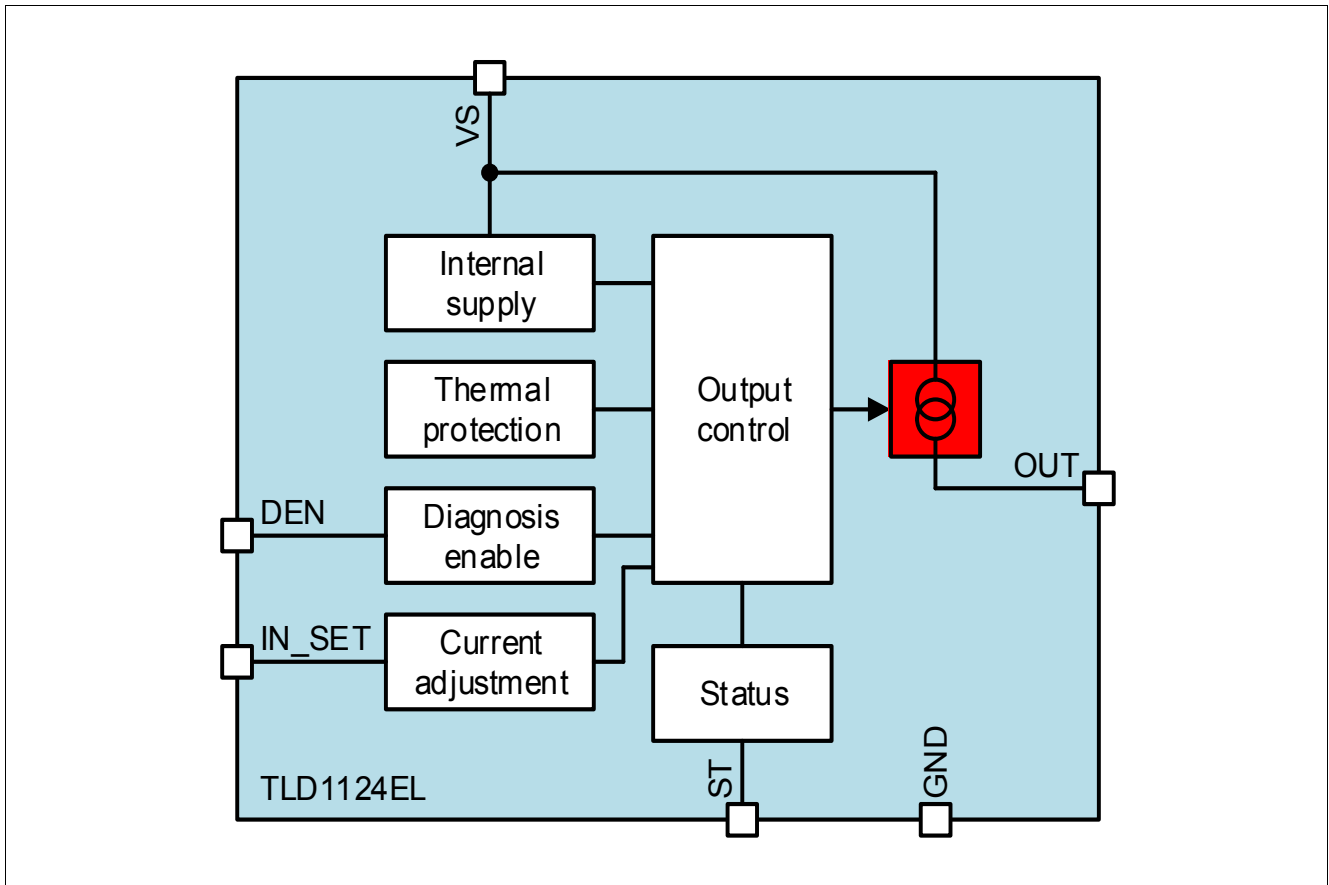 VS
Internal
supply
Thermal
protection
Output
control
OUT
DEN
Diagnosis
enable
IN_SET
Current
adjustment
Status
ST
GND
TLD1124EL